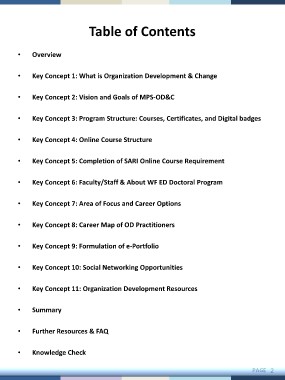 Table of Contents
• Overview
• Key Concept 1: What is Organization Development & Change
• Key Concept 2: Vision and Goals of MPS-OD&C
• Key Concept 3: Program Structure: Courses, Certificates, and Digital badges
• Key Concept 4: Online Course Structure
• Key Concept 5: Completion of SARI Online Course Requirement
• Key Concept 6: Faculty/Staff & About WF ED Doctoral Program
• Key Concept 7: Area of Focus and Career Options
• Key Concept 8: Career Map of OD Practitioners
• Key Concept 9: Formulation of e-Portfolio
• Key Concept 10: Social Networking Opportunities
• Key Concept 11: Organization Development Resources
• Summary
• Further Resources & FAQ
• Knowledge Check
PAGE 2